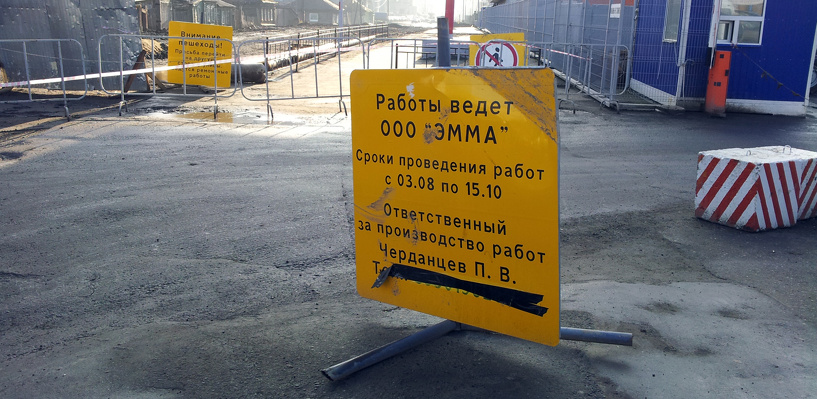 Внимание
пешеходы!
Работы ведет
ООО "ЭММА"
Сроки проведения работ
с 03.08 по 15.10
Ответственный
за производство работ
Черданцев П. В.